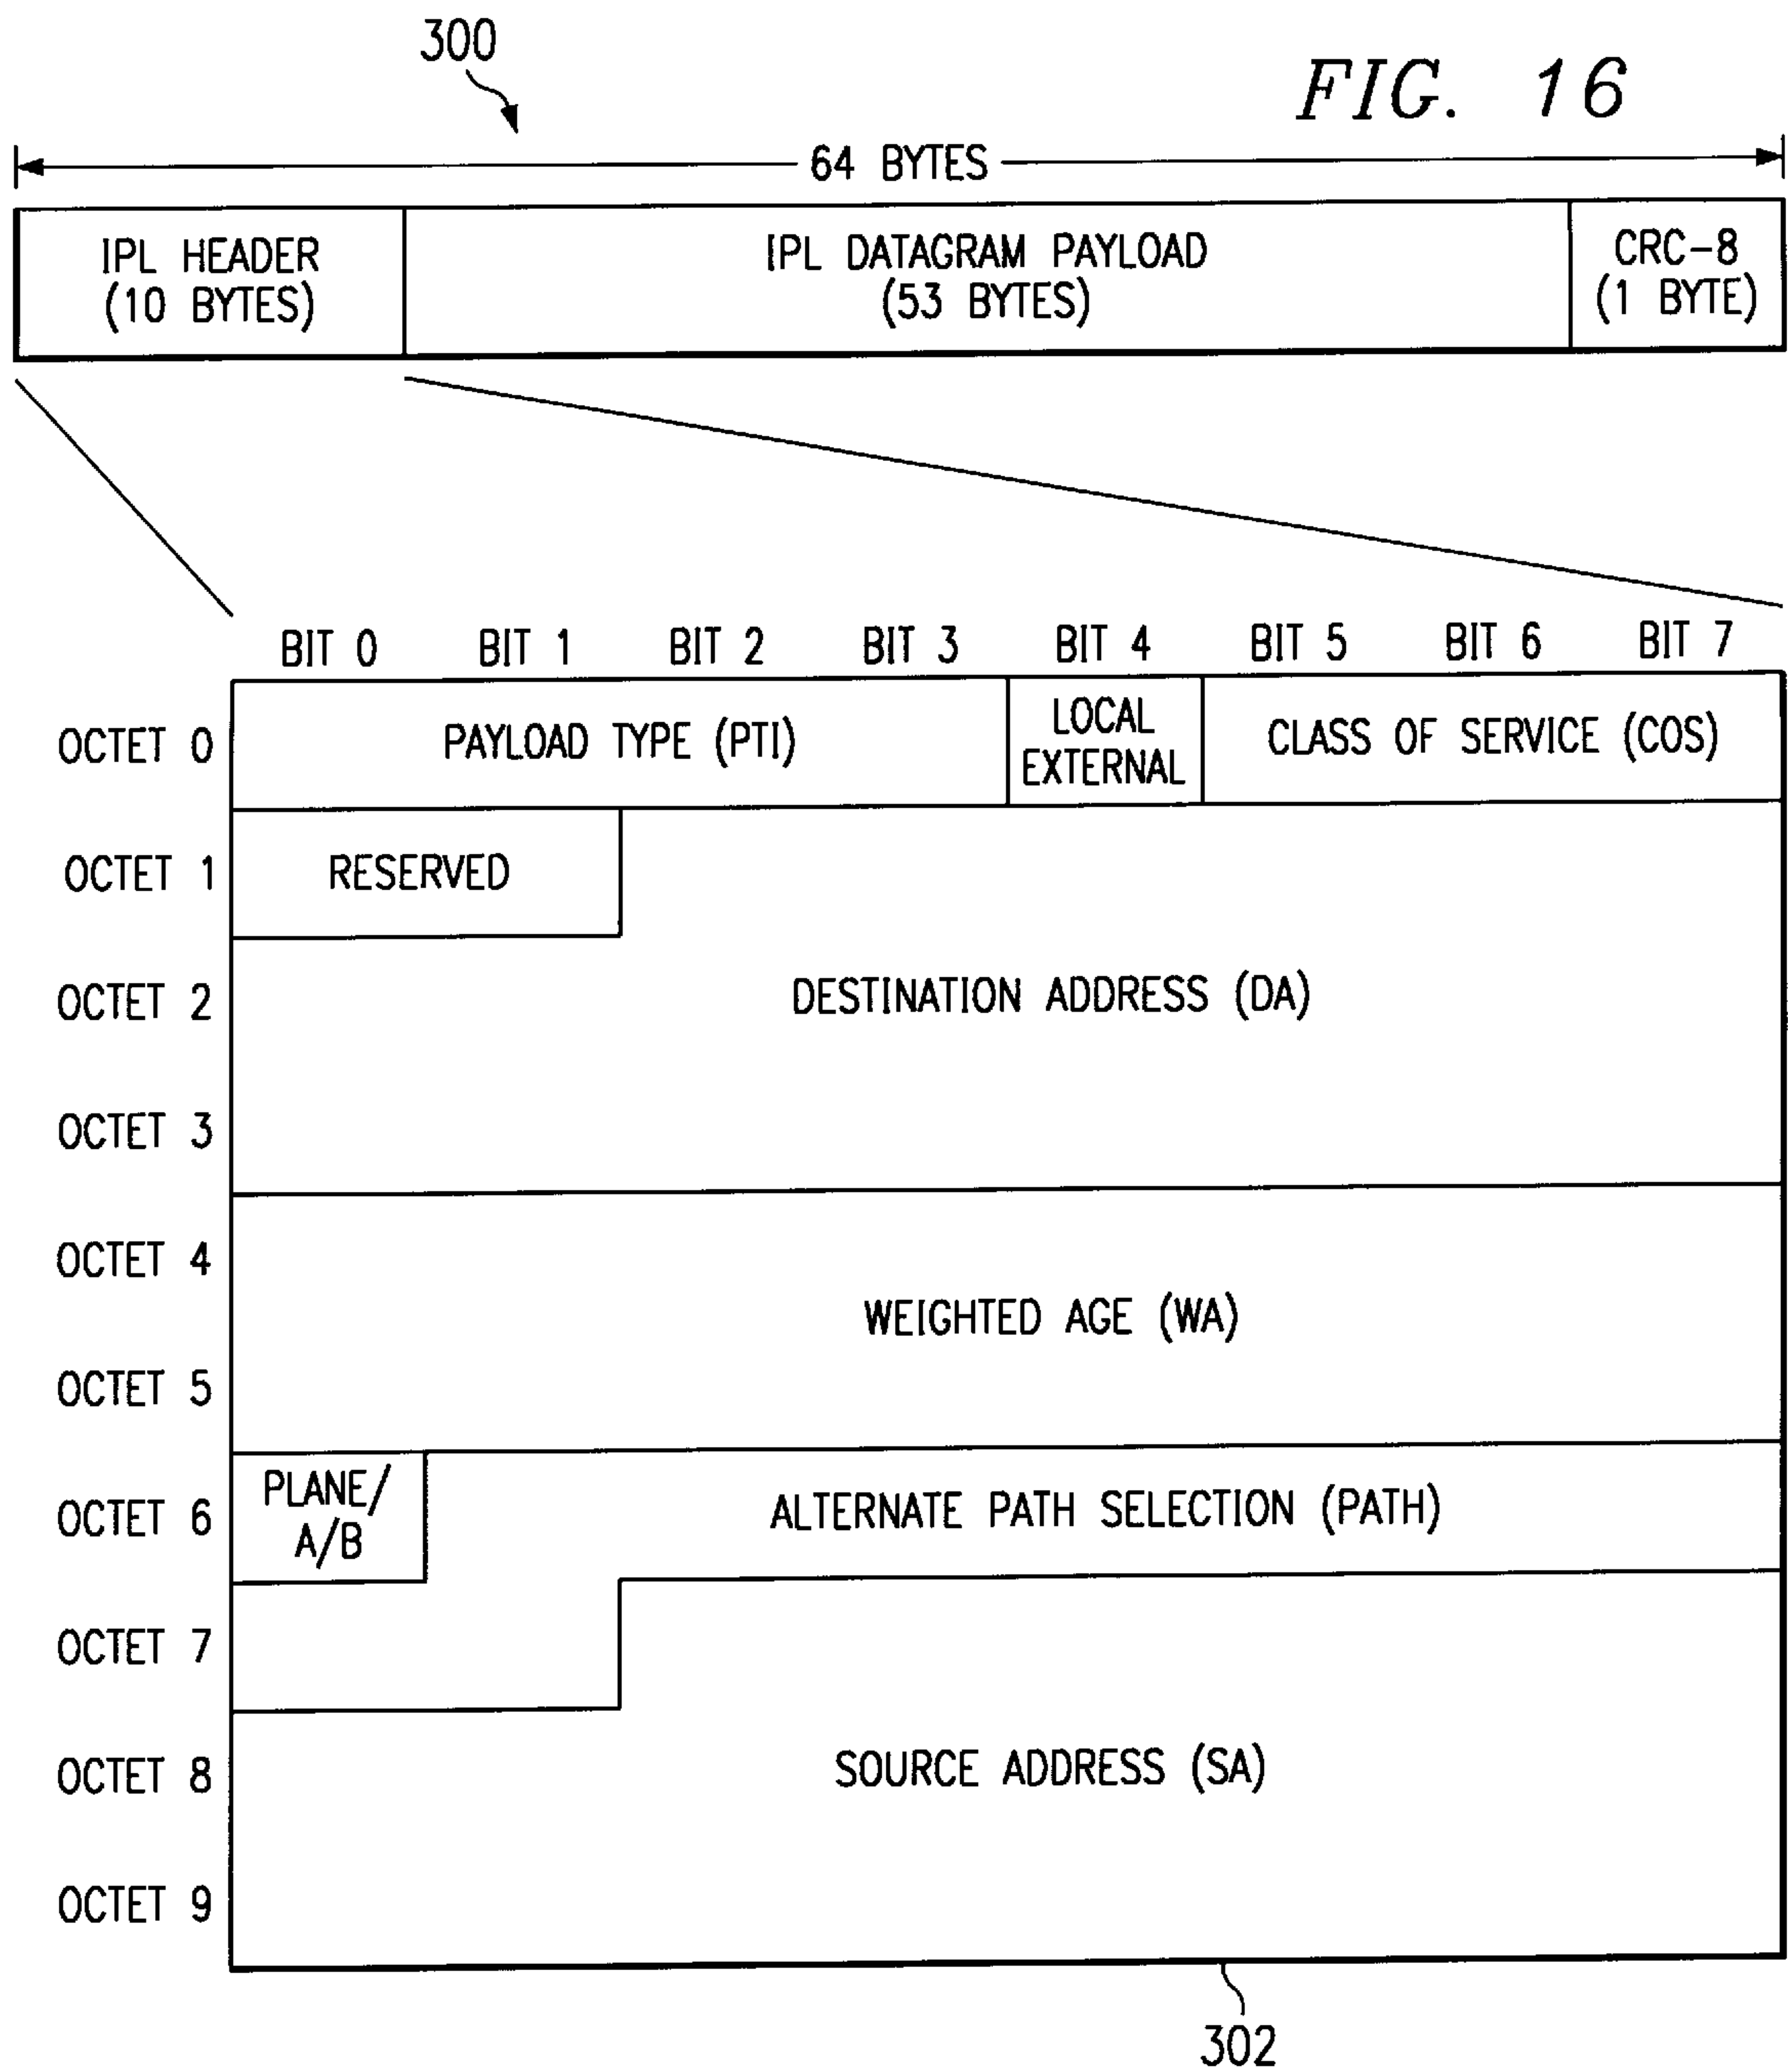 300
FIG. 16
64 BYTES
IPL HEADER
(10 BYTES)
IPL DATAGRAM PAYLOAD
(53 BYTES)
CRC-8
(1 BYTE)
BIT 0 BIT 1 BIT 2 BIT 3 BIT 4 BIT 5 BIT 6 BIT 7
OCTET 0
PAYLOAD TYPE (PTI)
LOCAL
EXTERNAL
CLASS OF SERVICE (COS)
OCTET 1
RESERVED
OCTET 2
DESTINATION ADDRESS (DA)
OCTET 3
OCTET 4
WEIGHTED AGE (WA)
OCTET 5
OCTET 6
PLANE/
A/B
ALTERNATE PATH SELECTION (PATH)
OCTET 7
OCTET 8
SOURCE ADDRESS (SA)
OCTET 9
302